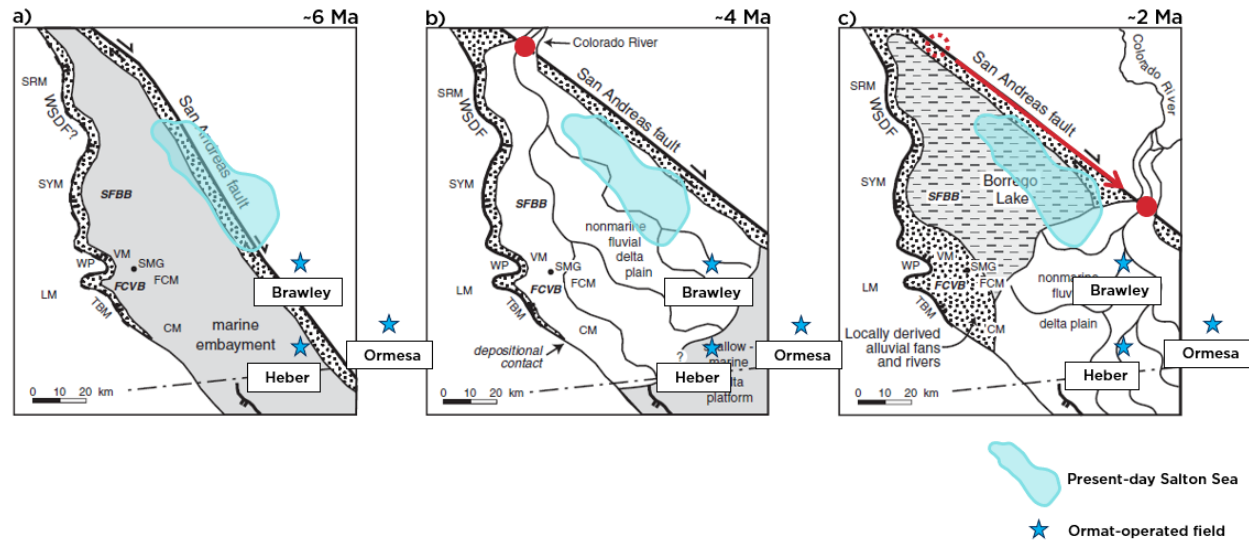 a)
~6 Ma
SRM
WSDF?
San Andreas fault
SYM
SFBB
VM
WP
SMG
FCM
FCVB
LM
TBM
CM
marine
embayment
Brawley
Ormesa
Heber
0 10 20 km
b)
~4 Ma
Colorado River
SRM
WSDF
San Andreas fault
SYM
SFBB
nonmarine
fluvial
delta
plain
VM
WP
SMG
FCM
FCVB
LM
TBM
CM
Brawley
Ormesa
depositional
contact
?
marine
platform
Heber
0 10 20 km
c)
~2 Ma
Colorado
River
SRM
WSDF
San Andreas fault
SYM
SFBB
Borrego
Lake
VM
WP
SMG
FCM
FCVB
LM
TBM
CM
nonmarine
Brawley
delta plain
Locally derived
alluvial fans
and rivers
Ormesa
Heber
0 10 20 km
Present-day Salton Sea
Ormat-operated field